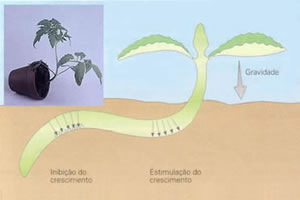 Gravidade
Inibição do
crescimento
Estimulação do
crescimento